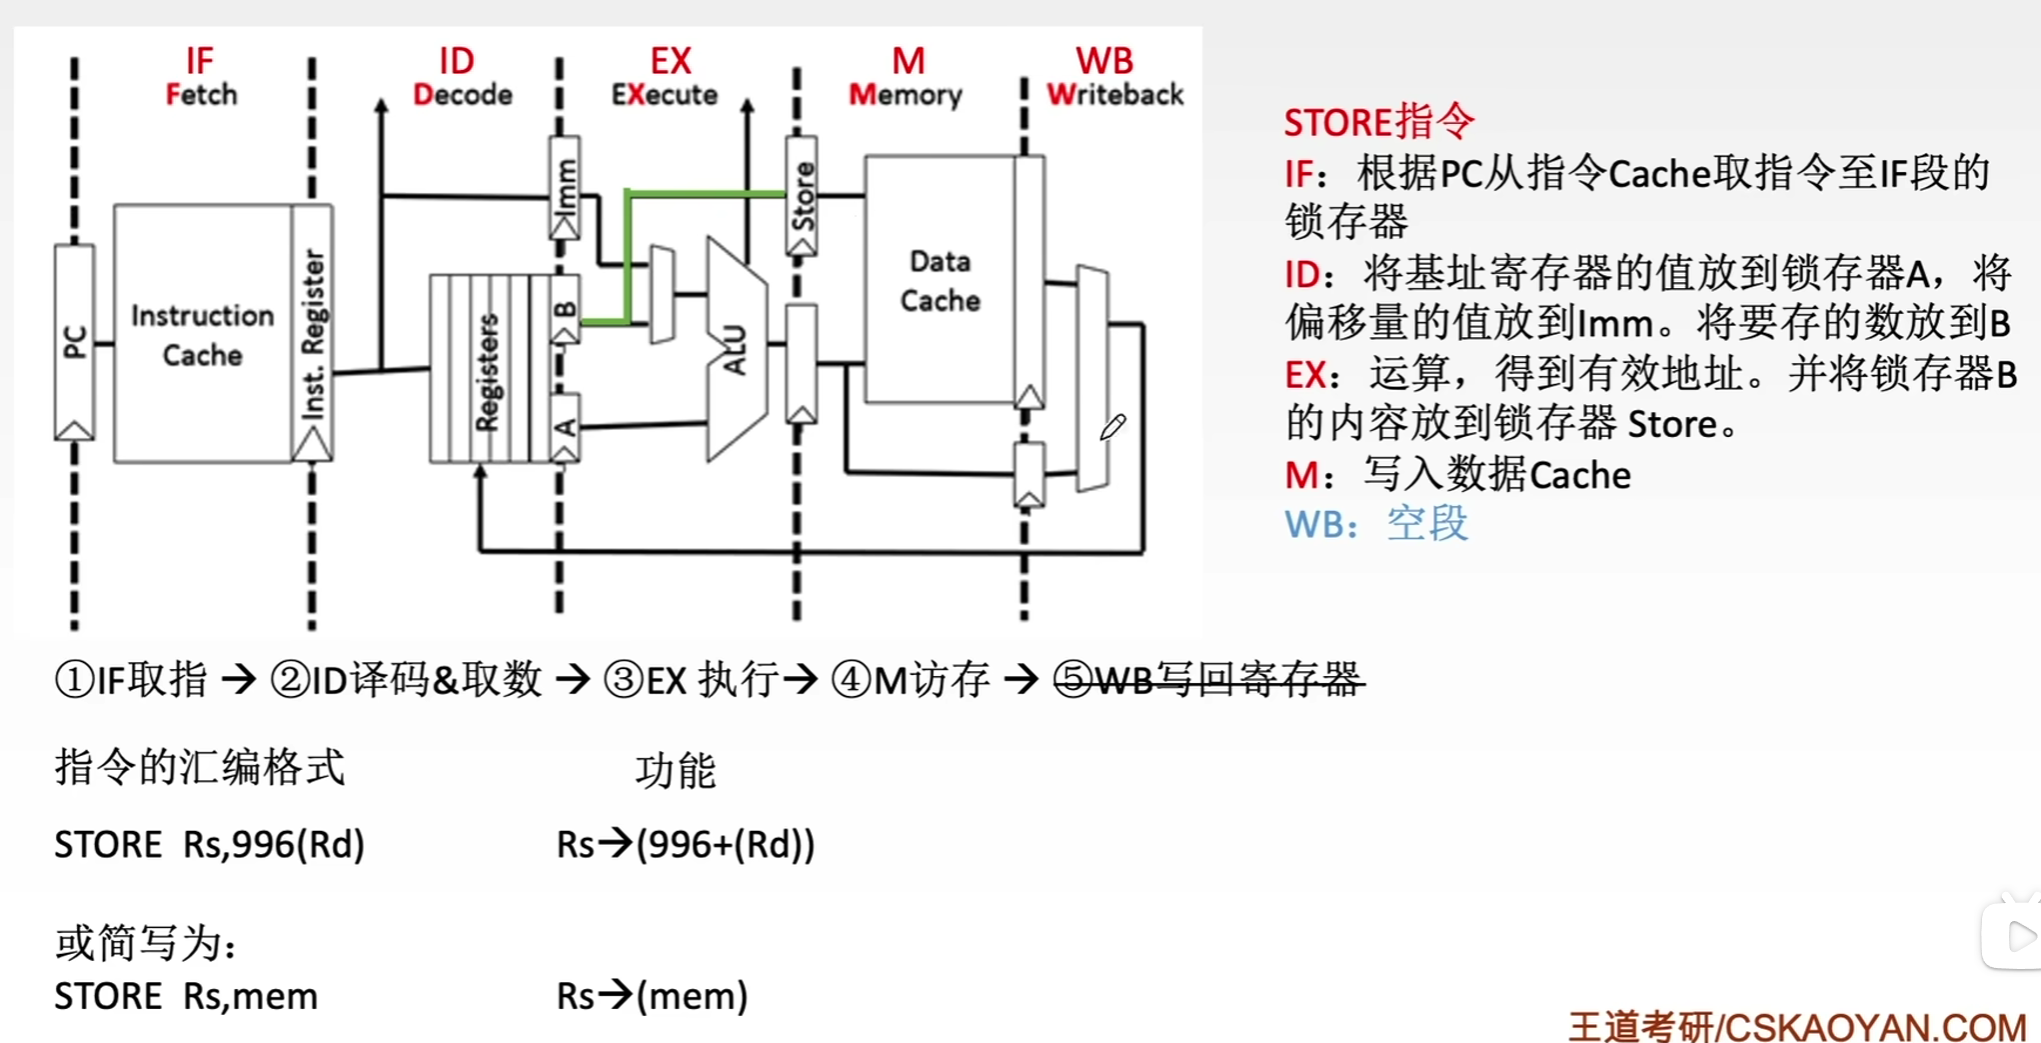 IF
Fetch
ID
Decode
EX
EXecute
M
Memory
WB
Writeback
PC
Instruction
Cache
Inst. Register
Registers
Imm
B
A
ALU
Store
Data
Cache
STORE指令
IF：根据PC从指令Cache取指令至IF段的
锁存器
ID：将基址寄存器的值放到锁存器A，将
偏移量的值放到Imm。将要存的数放到B
EX：运算，得到有效地址。并将锁存器B
的内容放到锁存器 Store。
M：写入数据Cache
WB：空段
①IF取指 → ②ID译码&取数 → ③EX 执行→ ④M访存 → ⑤WB写回寄存器
指令的汇编格式 功能
STORE Rs,996(Rd) Rs→(996+(Rd))
或简写为：
STORE Rs,mem Rs→(mem)
王道考研/CSKAOYAN.COM